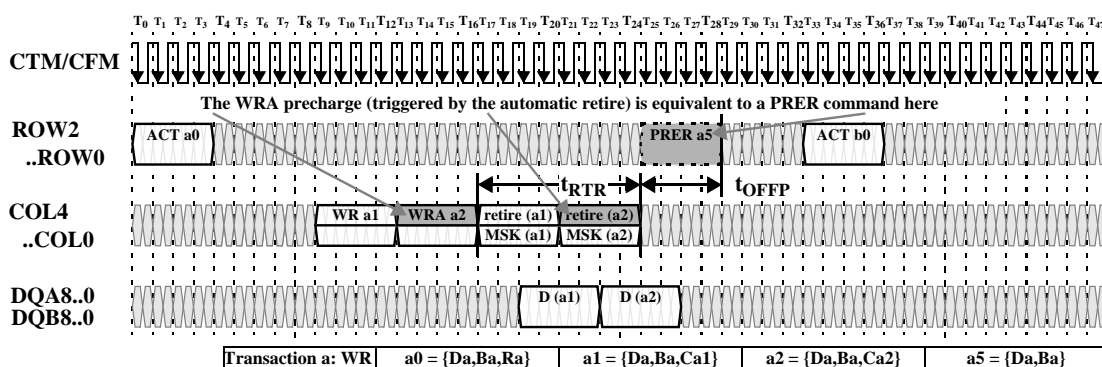 T0 T1 T2 T3 T4 T5 T6 T7 T8 T9 T10 T11 T12 T13 T14 T15 T16 T17 T18 T19 T20 T21 T22 T23 T24 T25 T26 T27 T28 T29 T30 T31 T32 T33 T34 T35 T36 T37 T38 T39 T40 T41 T42 T43 T44 T45 T46 T47
CTM/CFM
The WRA precharge (triggered by the automatic retire) is equivalent to a PRER command here
ROW2 ACT a0 PRER a5 ACT b0
..ROW0
tRTR tOFFP
COL4 WR a1 WRA a2 retire (a1) retire (a2)
..COL0 MSK (a1) MSK (a2)
DQA8..0 D (a1) D (a2)
DQB8..0
Transaction a: WR a0 = {Da,Ba,Ra} a1 = {Da,Ba,Ca1} a2 = {Da,Ba,Ca2} a5 = {Da,Ba}